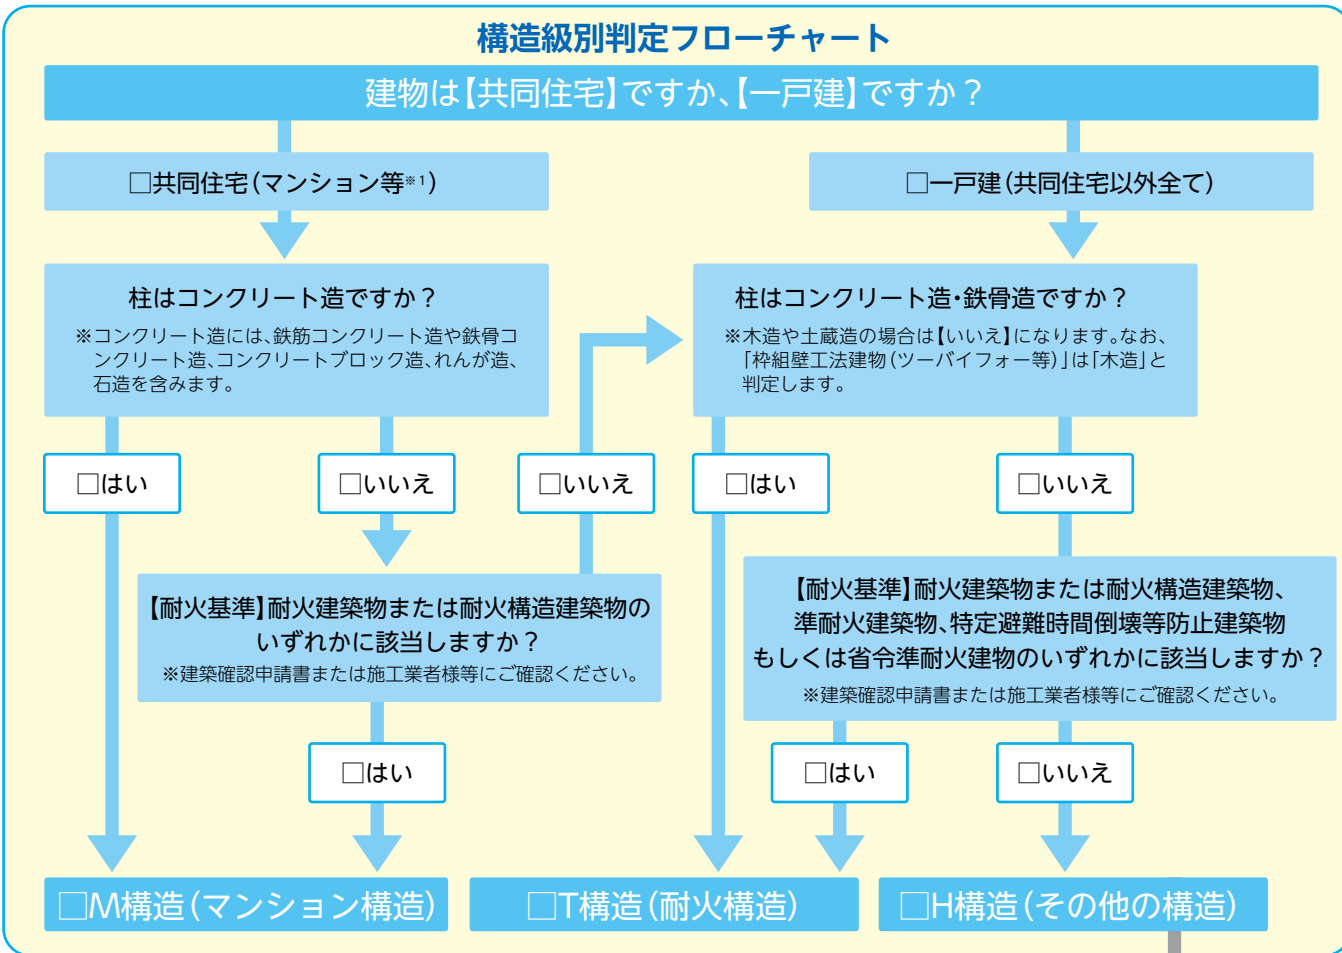 構造級別判定フローチャート
建物は【共同住宅】ですか、【一戸建】ですか？
□共同住宅（マンション等※1）
□一戸建（共同住宅以外全て）
柱はコンクリート造ですか？
※コンクリート造には、鉄筋コンクリート造や鉄骨コ
ンクリート造、コンクリートブロック造、れんが造、
石造を含みます。
柱はコンクリート造・鉄骨造ですか？
※木造や土蔵造の場合は【いいえ】になります。なお、
「枠組壁工法建物（ツーバイフォー等）」は「木造」と
判定します。
□はい
□いいえ
□いいえ
□はい
□いいえ
【耐火基準】耐火建築物または耐火構造建築物の
いずれかに該当しますか？
※建築確認申請書または施工業者様等にご確認ください。
【耐火基準】耐火建築物または耐火構造建築物、
準耐火建築物、特定避難時間倒壊等防止建築物
もしくは省令準耐火建物のいずれかに該当しますか？
※建築確認申請書または施工業者様等にご確認ください。
□はい
□はい
□いいえ
□M構造（マンション構造）
□T構造（耐火構造）
□H構造（その他の構造）